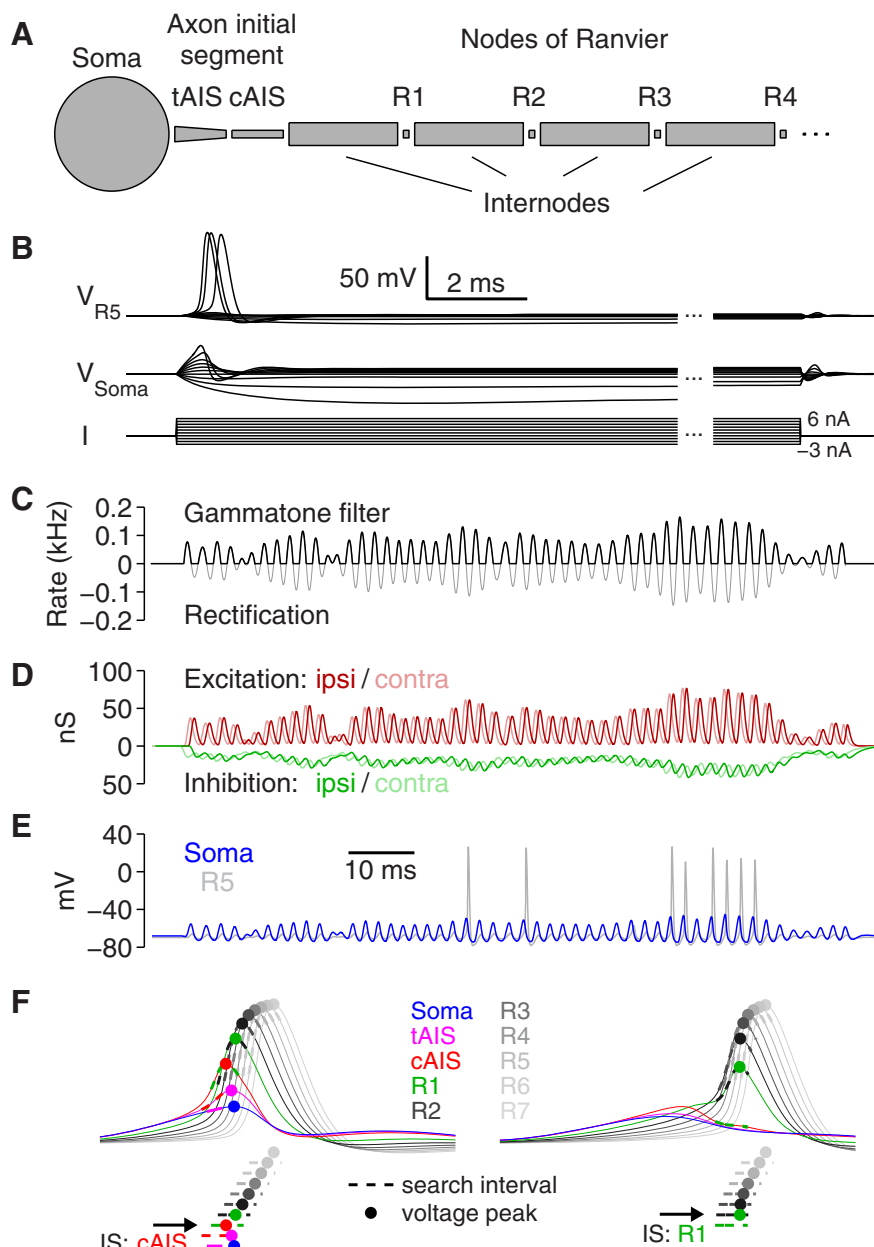 A
Axon initial
segment
Nodes of Ranvier
Soma
tAIS cAIS
R1
R2
R3
R4
...
Internodes
B
50 mV
2 ms
V R5
...
V Soma
...
I
...
6 nA
−3 nA
C
Rate (kHz)
0.2
0.1
0
−0.1
−0.2
Gammatone filter
Rectification
D
nS
100
50
0
50
Excitation: ipsi / contra
Inhibition: ipsi / contra
E
mV
40
0
−40
−80
Soma
R5
10 ms
F
Soma R3
tAIS R4
cAIS R5
R1 R6
R2 R7
search interval
voltage peak
IS: cAIS
IS: R1